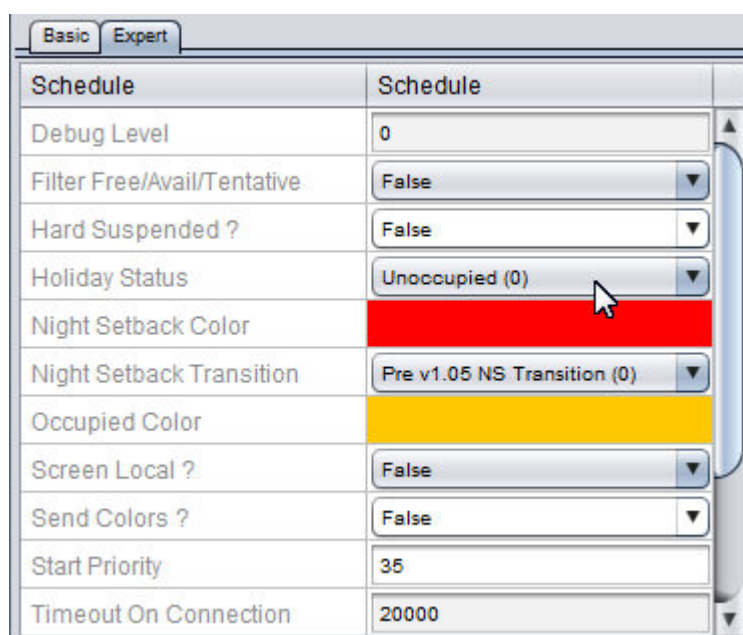 Basic Expert
Schedule Schedule
Debug Level 0
Filter Free/Avail/Tentative False
Hard Suspended ? False
Holiday Status Unoccupied (0)
Night Setback Color
Night Setback Transition Pre v1.05 NS Transition (0)
Occupied Color
Screen Local ? False
Send Colors ? False
Start Priority 35
Timeout On Connection 20000